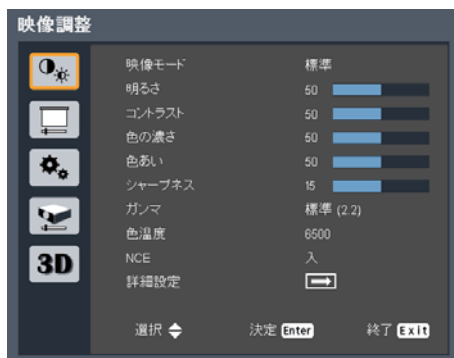 映像調整
映像モード 標準
明るさ 50
コントラスト 50
色の濃さ 50
色あい 50
シャープネス 15
ガンマ 標準 (2.2)
色温度 6500
NCE 入
詳細設定
3D
選択 決定 Enter 終了 Exit